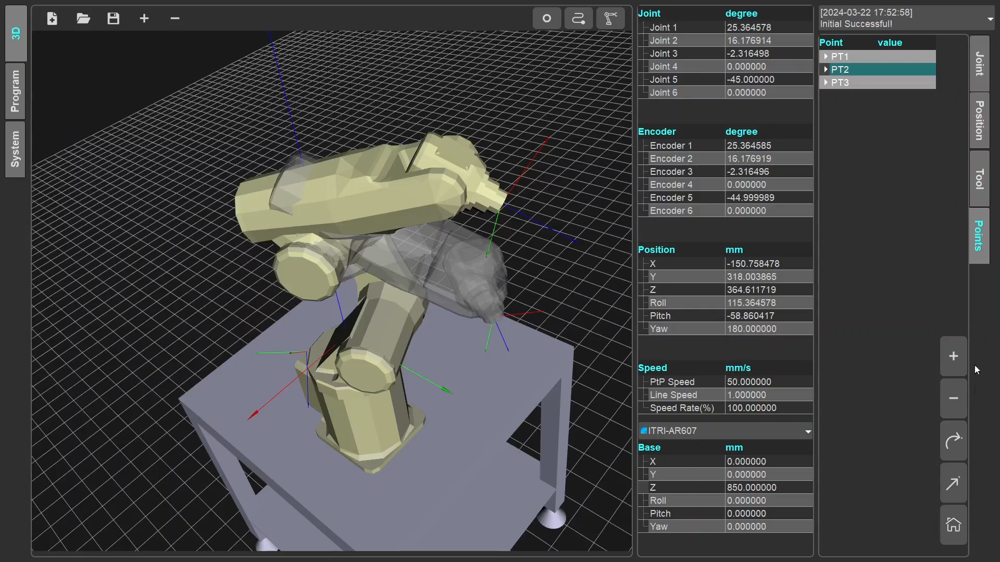 3D
Program
System
Joint degree
Joint 1 25.364578
Joint 2 16.176914
Joint 3 -2.316498
Joint 4 0.000000
Joint 5 -45.000000
Joint 6 0.000000
Encoder degree
Encoder 1 25.364585
Encoder 2 16.176919
Encoder 3 -2.316496
Encoder 4 0.000000
Encoder 5 -44.999989
Encoder 6 0.000000
Position mm
X -150.758478
Y 318.003865
Z 364.611719
Roll 115.364578
Pitch -58.860417
Yaw 180.000000
Speed mm/s
PtP Speed 50.000000
Line Speed 1.000000
Speed Rate(%) 100.000000
ITRI-AR607
Base mm
X 0.000000
Y 0.000000
Z 850.000000
Roll 0.000000
Pitch 0.000000
Yaw 0.000000
[2024-03-22 17:52:58]
Initial Successful!
Point value
PT1
PT2
PT3
Joint
Position
Tool
Points